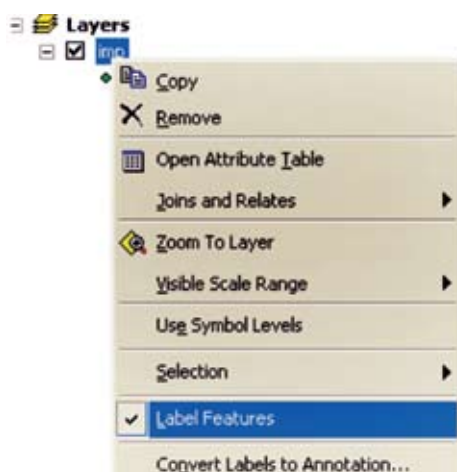 Layers
imp
Copy
Remove
Open Attribute Table
Joins and Relates
Zoom To Layer
Visible Scale Range
Use Symbol Levels
Selection
Label Features
Convert Labels to Annotation...